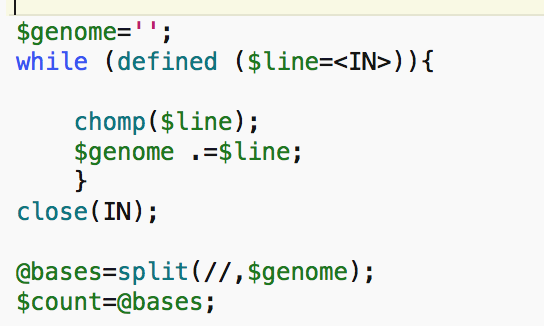 $genome='';
while (defined ($line=<IN>)){
chomp($line);
$genome .=$line;
}
close(IN);
@bases=split(//,$genome);
$count=@bases;